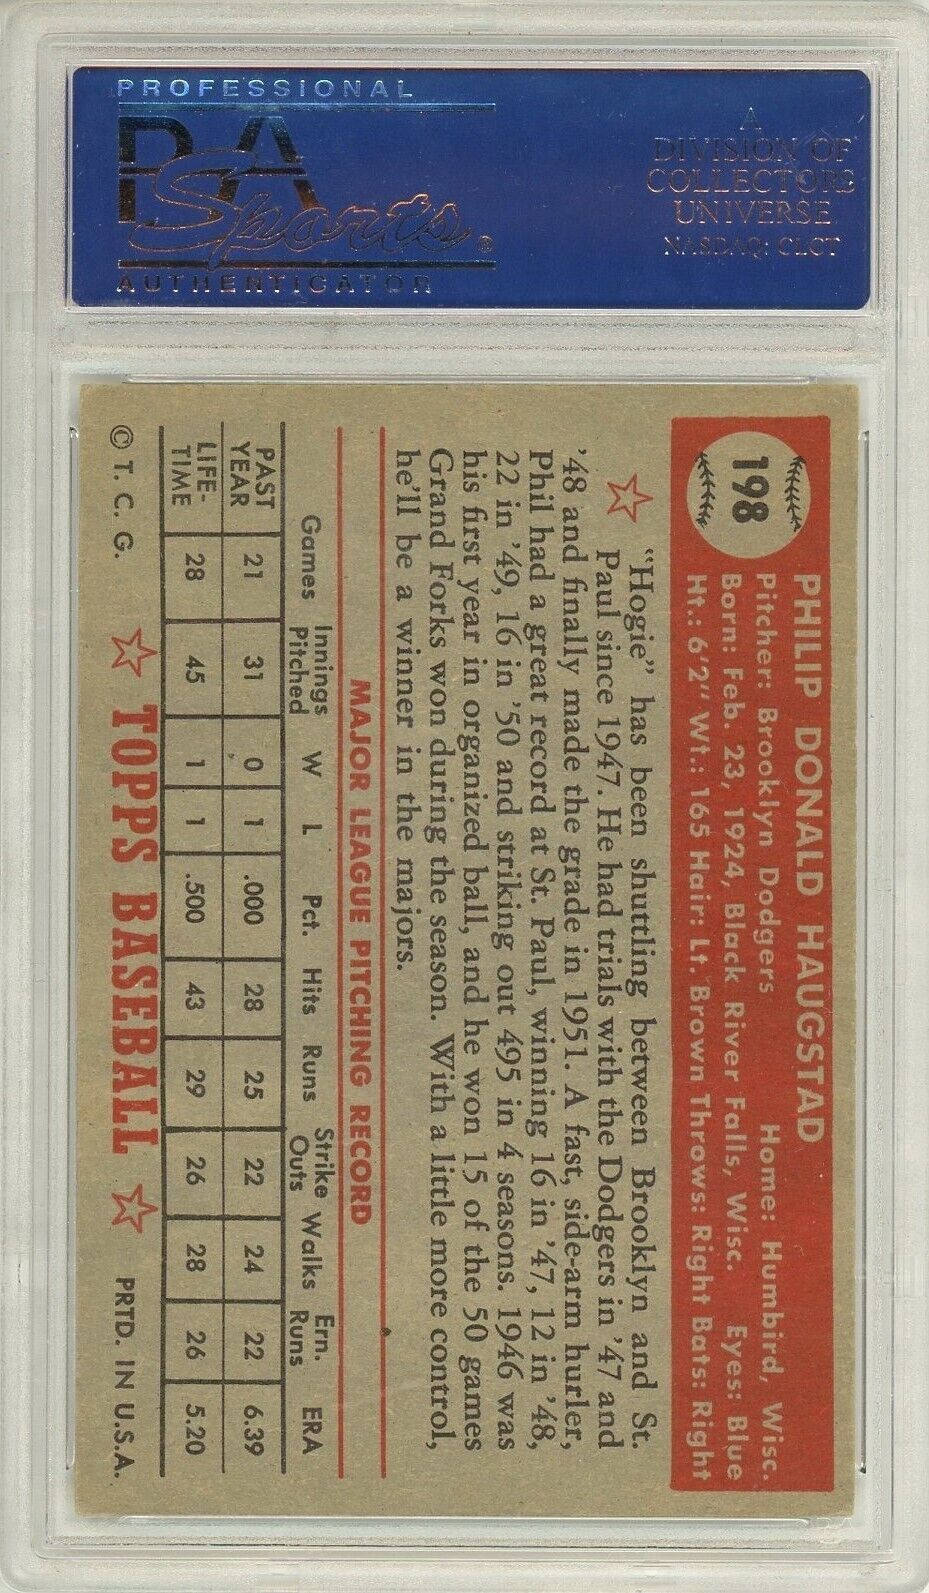 PROFESSIONAL
PSA
Sports®
AUTHENTICATOR
A
DIVISION OF
COLLECTORS
UNIVERSE
NASDAQ: CLCT
198
PHILIP DONALD HAUGSTAD
Pitcher: Brooklyn Dodgers Home: Humbird, Wisc.
Born: Feb. 23, 1924, Black River Falls, Wisc. Eyes: Blue
Ht.: 6'2" Wt.: 165 Hair: Lt. Brown Throws: Right Bats: Right
"Hogie" has been shuttling between Brooklyn and St.
Paul since 1947. He had trials with the Dodgers in '47 and
'48 and finally made the grade in 1951. A fast, side-arm hurler,
Phil had a great record at St. Paul, winning 16 in '47, 12 in '48,
22 in '49, 16 in '50 and striking out 495 in 4 seasons. 1946 was
his first year in organized ball, and he won 15 of the 50 games
Grand Forks won during the season. With a little more control,
he'll be a winner in the majors.
MAJOR LEAGUE PITCHING RECORD
Games Innings Pitched W L Pct. Hits Runs Strike Outs Walks Ern. Runs ERA
PAST YEAR 21 31 0 1 .000 28 25 22 24 22 6.39
LIFE-TIME 28 45 1 1 .500 43 29 26 28 26 5.20
© T. C. G. TOPPS BASEBALL PRTD. IN U.S.A.